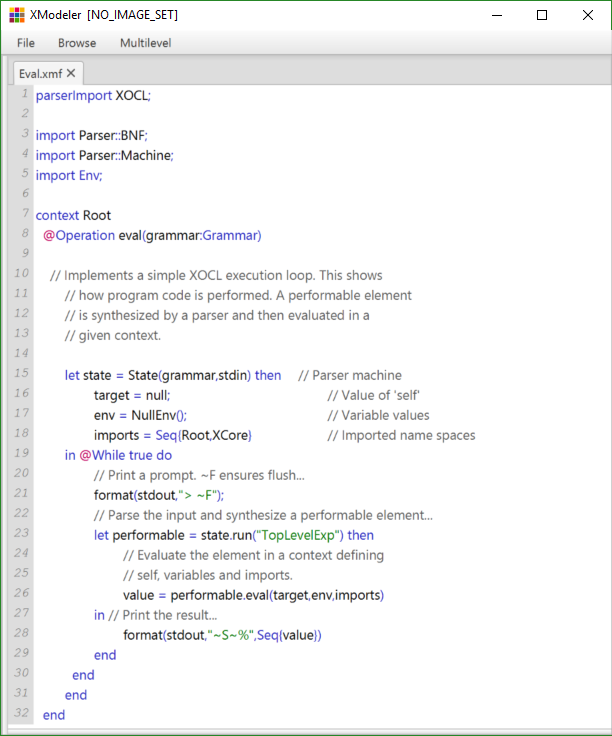 XModeler [NO_IMAGE_SET]
File Browse Multilevel
Eval.xmf
1 parserImport XOCL;
2
3 import Parser::BNF;
4 import Parser::Machine;
5 import Env;
6
7 context Root
8 @Operation eval(grammar:Grammar)
9
10 // Implements a simple XOCL execution loop. This shows
11 // how program code is performed. A performable element
12 // is synthesized by a parser and then evaluated in a
13 // given context.
14
15 let state = State(grammar,stdin) then // Parser machine
16 target = null; // Value of 'self'
17 env = NullEnv(); // Variable values
18 imports = Seq{Root,XCore} // Imported name spaces
19 in @While true do
20 // Print a prompt. ~F ensures flush...
21 format(stdout,"> ~F");
22 // Parse the input and synthesize a performable element...
23 let performable = state.run("TopLevelExp") then
24 // Evaluate the element in a context defining
25 // self, variables and imports.
26 value = performable.eval(target,env,imports)
27 in // Print the result...
28 format(stdout,"~S~%",Seq{value})
29 end
30 end
31 end
32 end